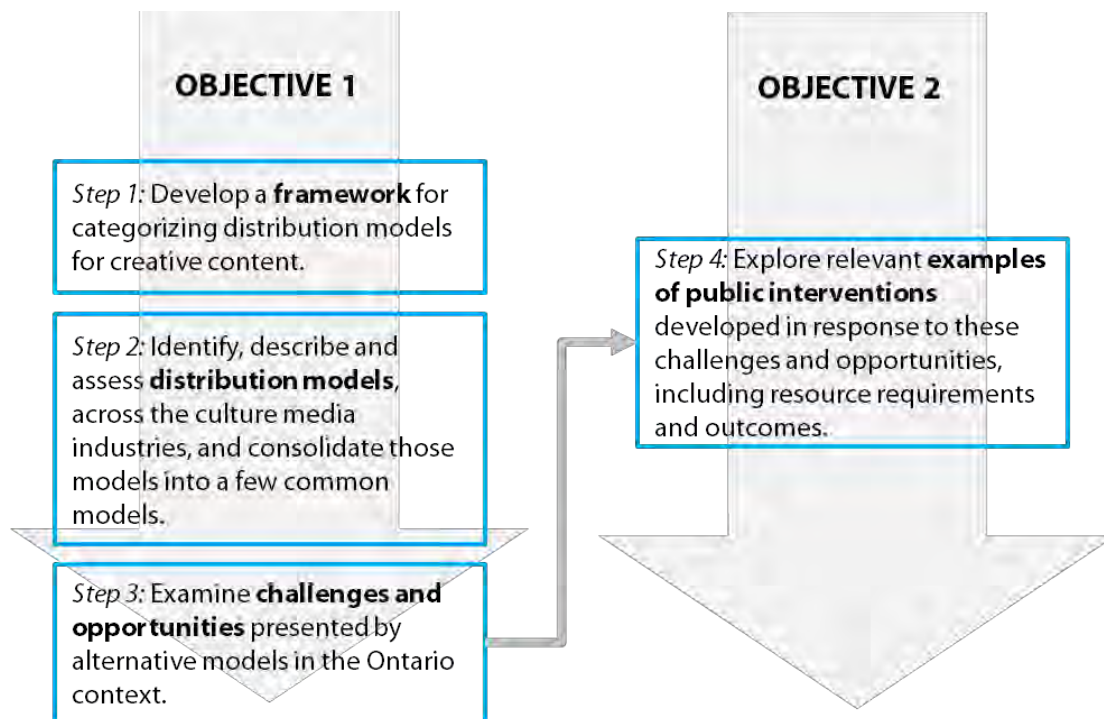 OBJECTIVE 1
Step 1: Develop a framework for
categorizing distribution models
for creative content.
Step 2: Identify, describe and
assess distribution models,
across the culture media
industries, and consolidate those
models into a few common
models.
Step 3: Examine challenges and
opportunities presented by
alternative models in the Ontario
context.
OBJECTIVE 2
Step 4: Explore relevant examples
of public interventions
developed in response to these
challenges and opportunities,
including resource requirements
and outcomes.